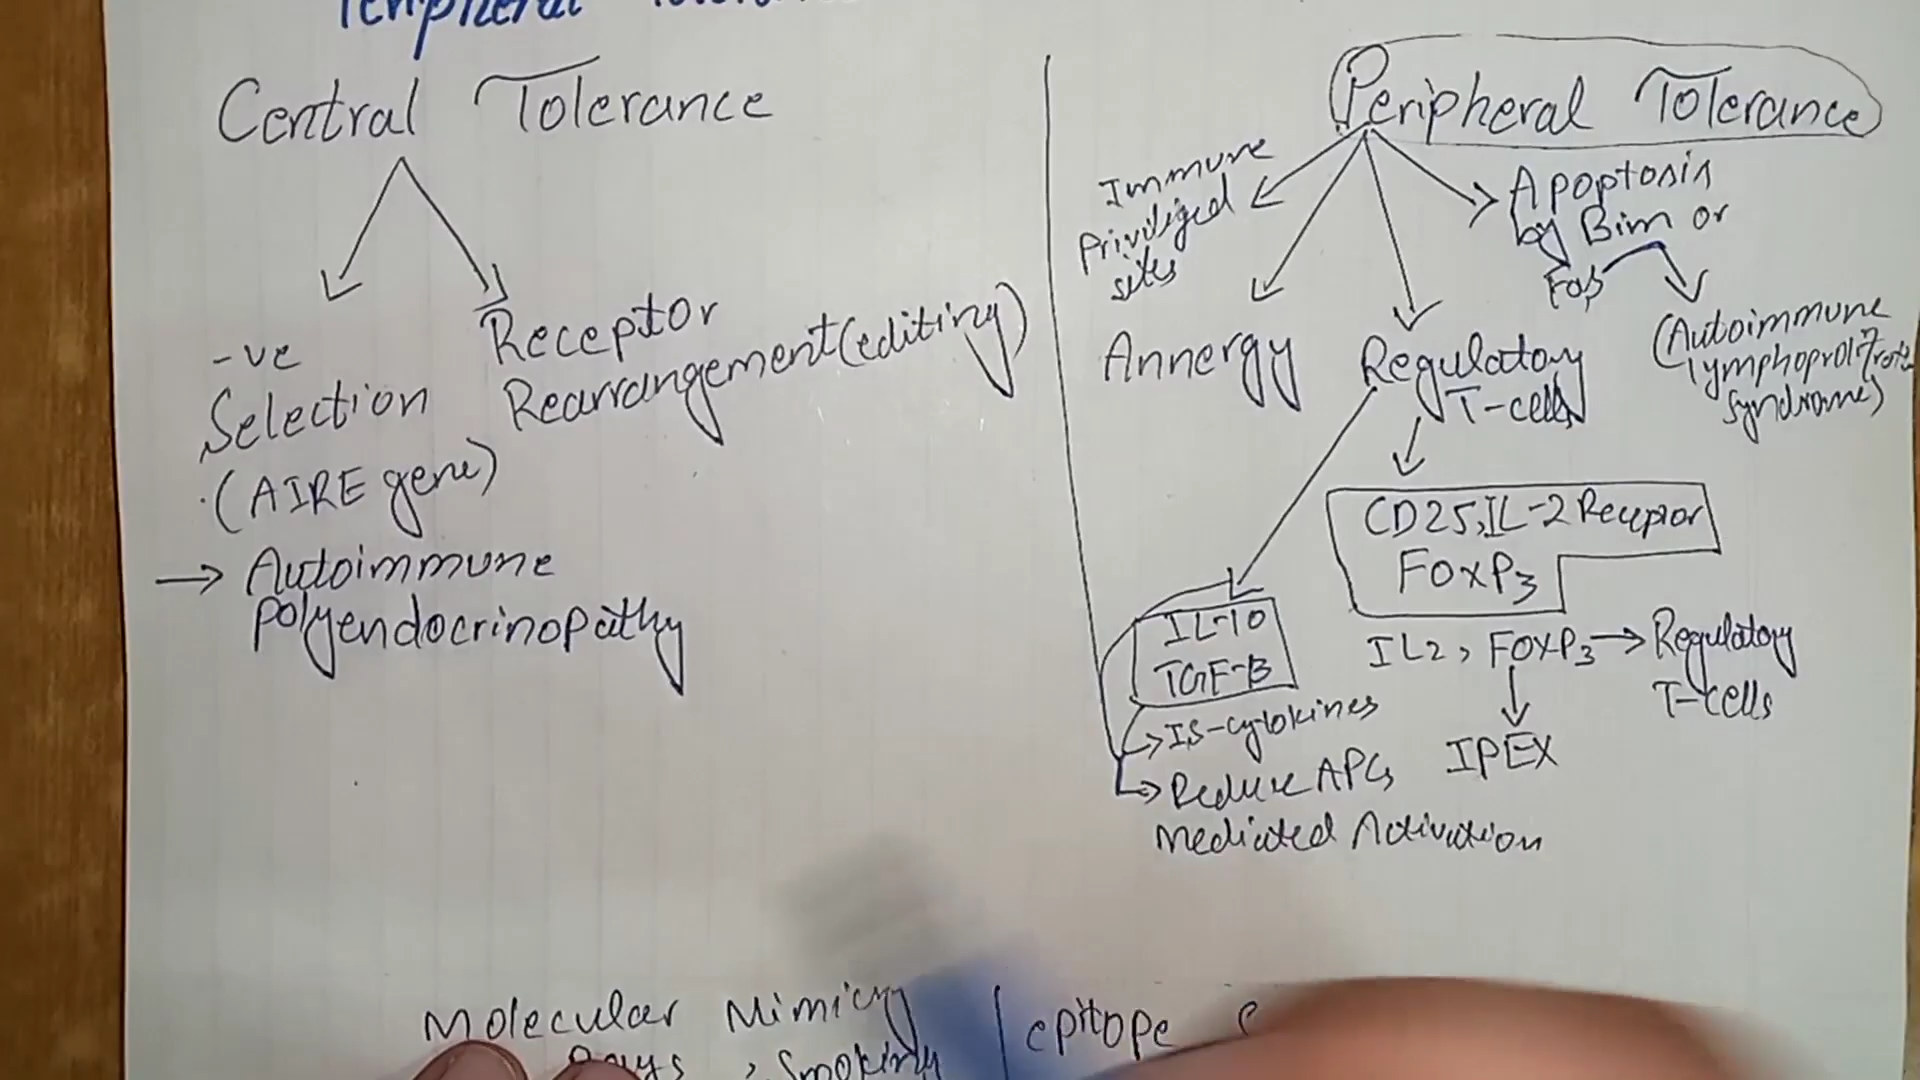 Peripheral
Central Tolerance
-ve
Selection
(AIRE gene)
→ Autoimmune
Polyendocrinopathy
Receptor
Rearrangement (editing)
Peripheral Tolerance
Immune
Privileged
sites
Annergy
Regulatory
T-cells
Apoptosis
by Bim or
Fas
(Autoimmune
lymphoproliferative
syndrome)
CD25, IL-2 Receptor
FOXP3
IL-10
TGF-B
IL2, FOXP3 → Regulatory
T-cells
IPEX
→ IS-cytokines
→ Reduce APCs
mediated Activation
Molecular Mimicry | epitope
, Smoking